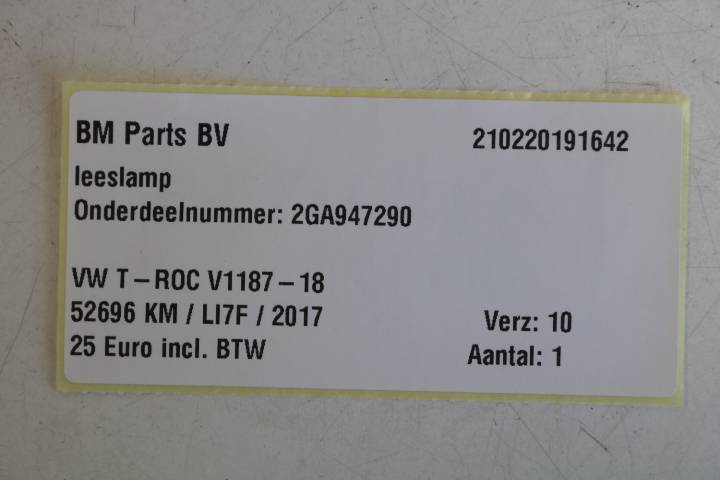 BM Parts BV 210220191642
leeslamp
Onderdeelnummer: 2GA947290
VW T-ROC V1187-18
52696 KM / LI7F / 2017 Verz: 10
25 Euro incl. BTW Aantal: 1